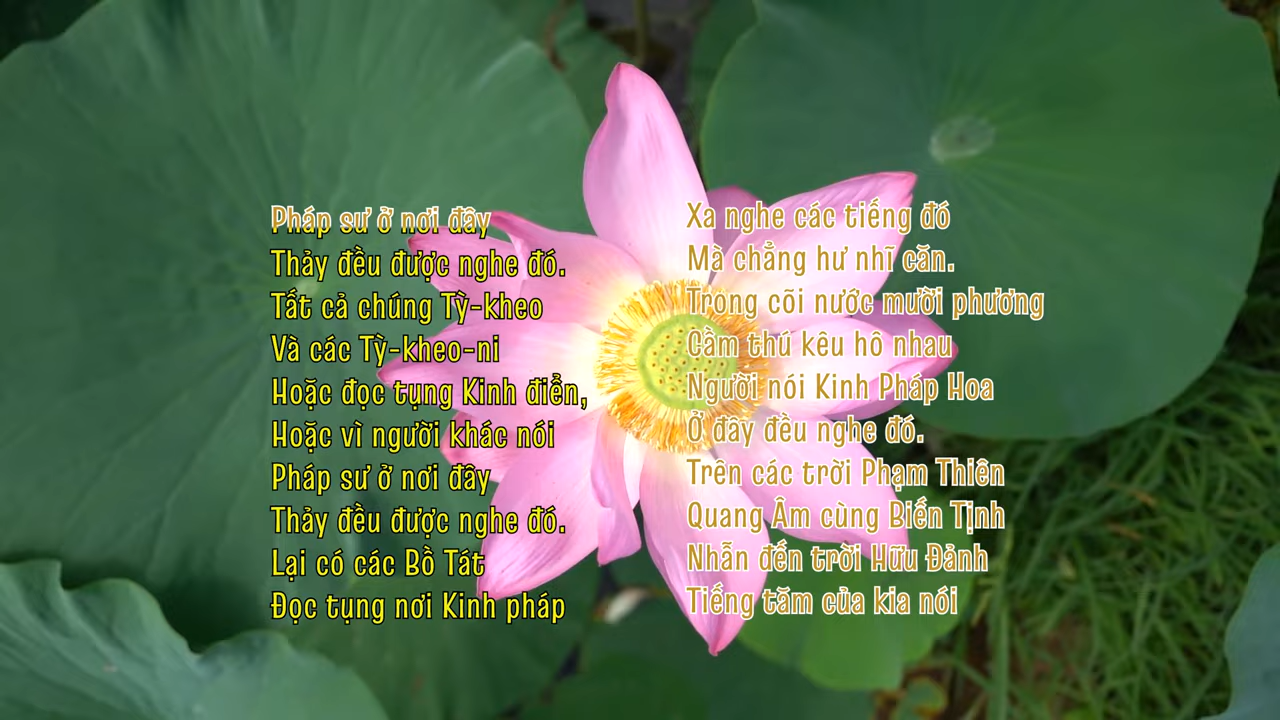 Pháp sư ở nơi đây
Thảy đều được nghe đó.
Tất cả chúng Tỳ-kheo
Và các Tỳ-kheo-ni
Hoặc đọc tụng Kinh điển,
Hoặc vì người khác nói
Pháp sư ở nơi đây
Thảy đều được nghe đó.
Lại có các Bồ Tát
Đọc tụng nơi Kinh pháp
Xa nghe các tiếng đó
Mà chẳng hư nhĩ căn.
Trong cõi nước mười phương
Cầm thú kêu hô nhau
Người nói Kinh Pháp Hoa
Ở đây đều nghe đó.
Trên các trời Phạm Thiên
Quang Âm cùng Biến Tịnh
Nhẫn đến trời Hữu Đảnh
Tiếng tăm của kia nói